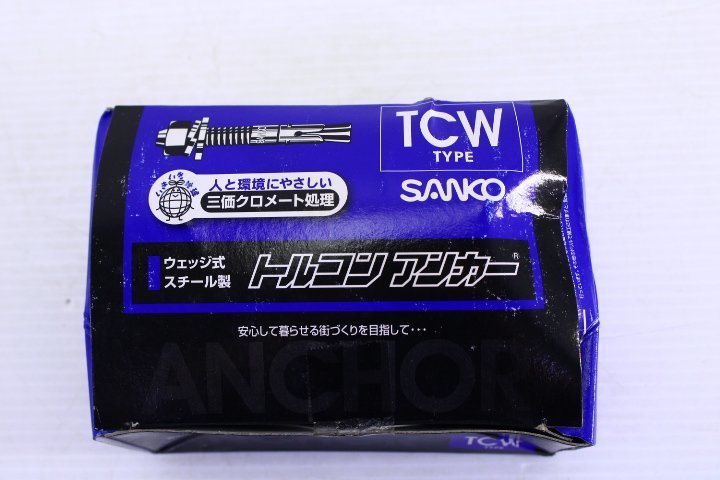 TCW
TYPE
SANKO
人と環境にやさしい
三価クロメート処理
ウェッジ式
スチール製
トルコン アンカー®
安心して暮らせる街づくりを目指して・・・
ANCHOR
TCW
TYPE